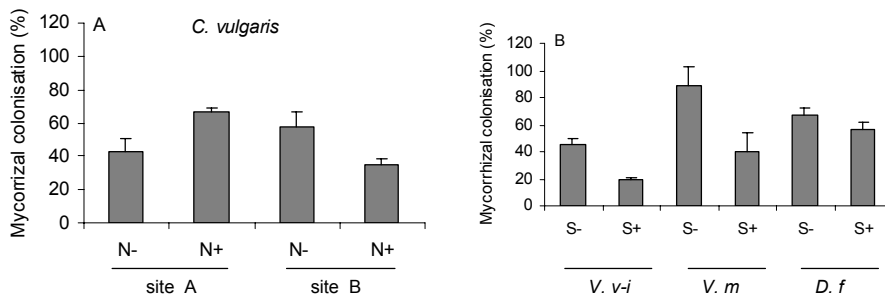 A
C. vulgaris
Mycorrizal colonisation (%)
120
100
80
60
40
20
0
N-
N+
N-
N+
site A
site B
B
Mycorrhizal colonisation (%)
120
100
80
60
40
20
0
S-
S+
S-
S+
S-
S+
V. v-i
V. m
D. f